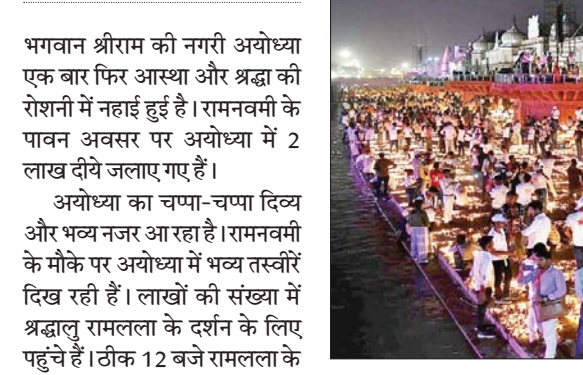 भगवान श्रीराम की नगरी अयोध्या
एक बार फिर आस्था और श्रद्धा की
रोशनी में नहाई हुई है। रामनवमी के
पावन अवसर पर अयोध्या में 2
लाख दीये जलाए गए हैं।
अयोध्या का चप्पा-चप्पा दिव्य
और भव्य नजर आ रहा है। रामनवमी
के मौके पर अयोध्या में भव्य तस्वीरें
दिख रही हैं। लाखों की संख्या में
श्रद्धालु रामलला के दर्शन के लिए
पहुंचे हैं। ठीक 12 बजे रामलला के